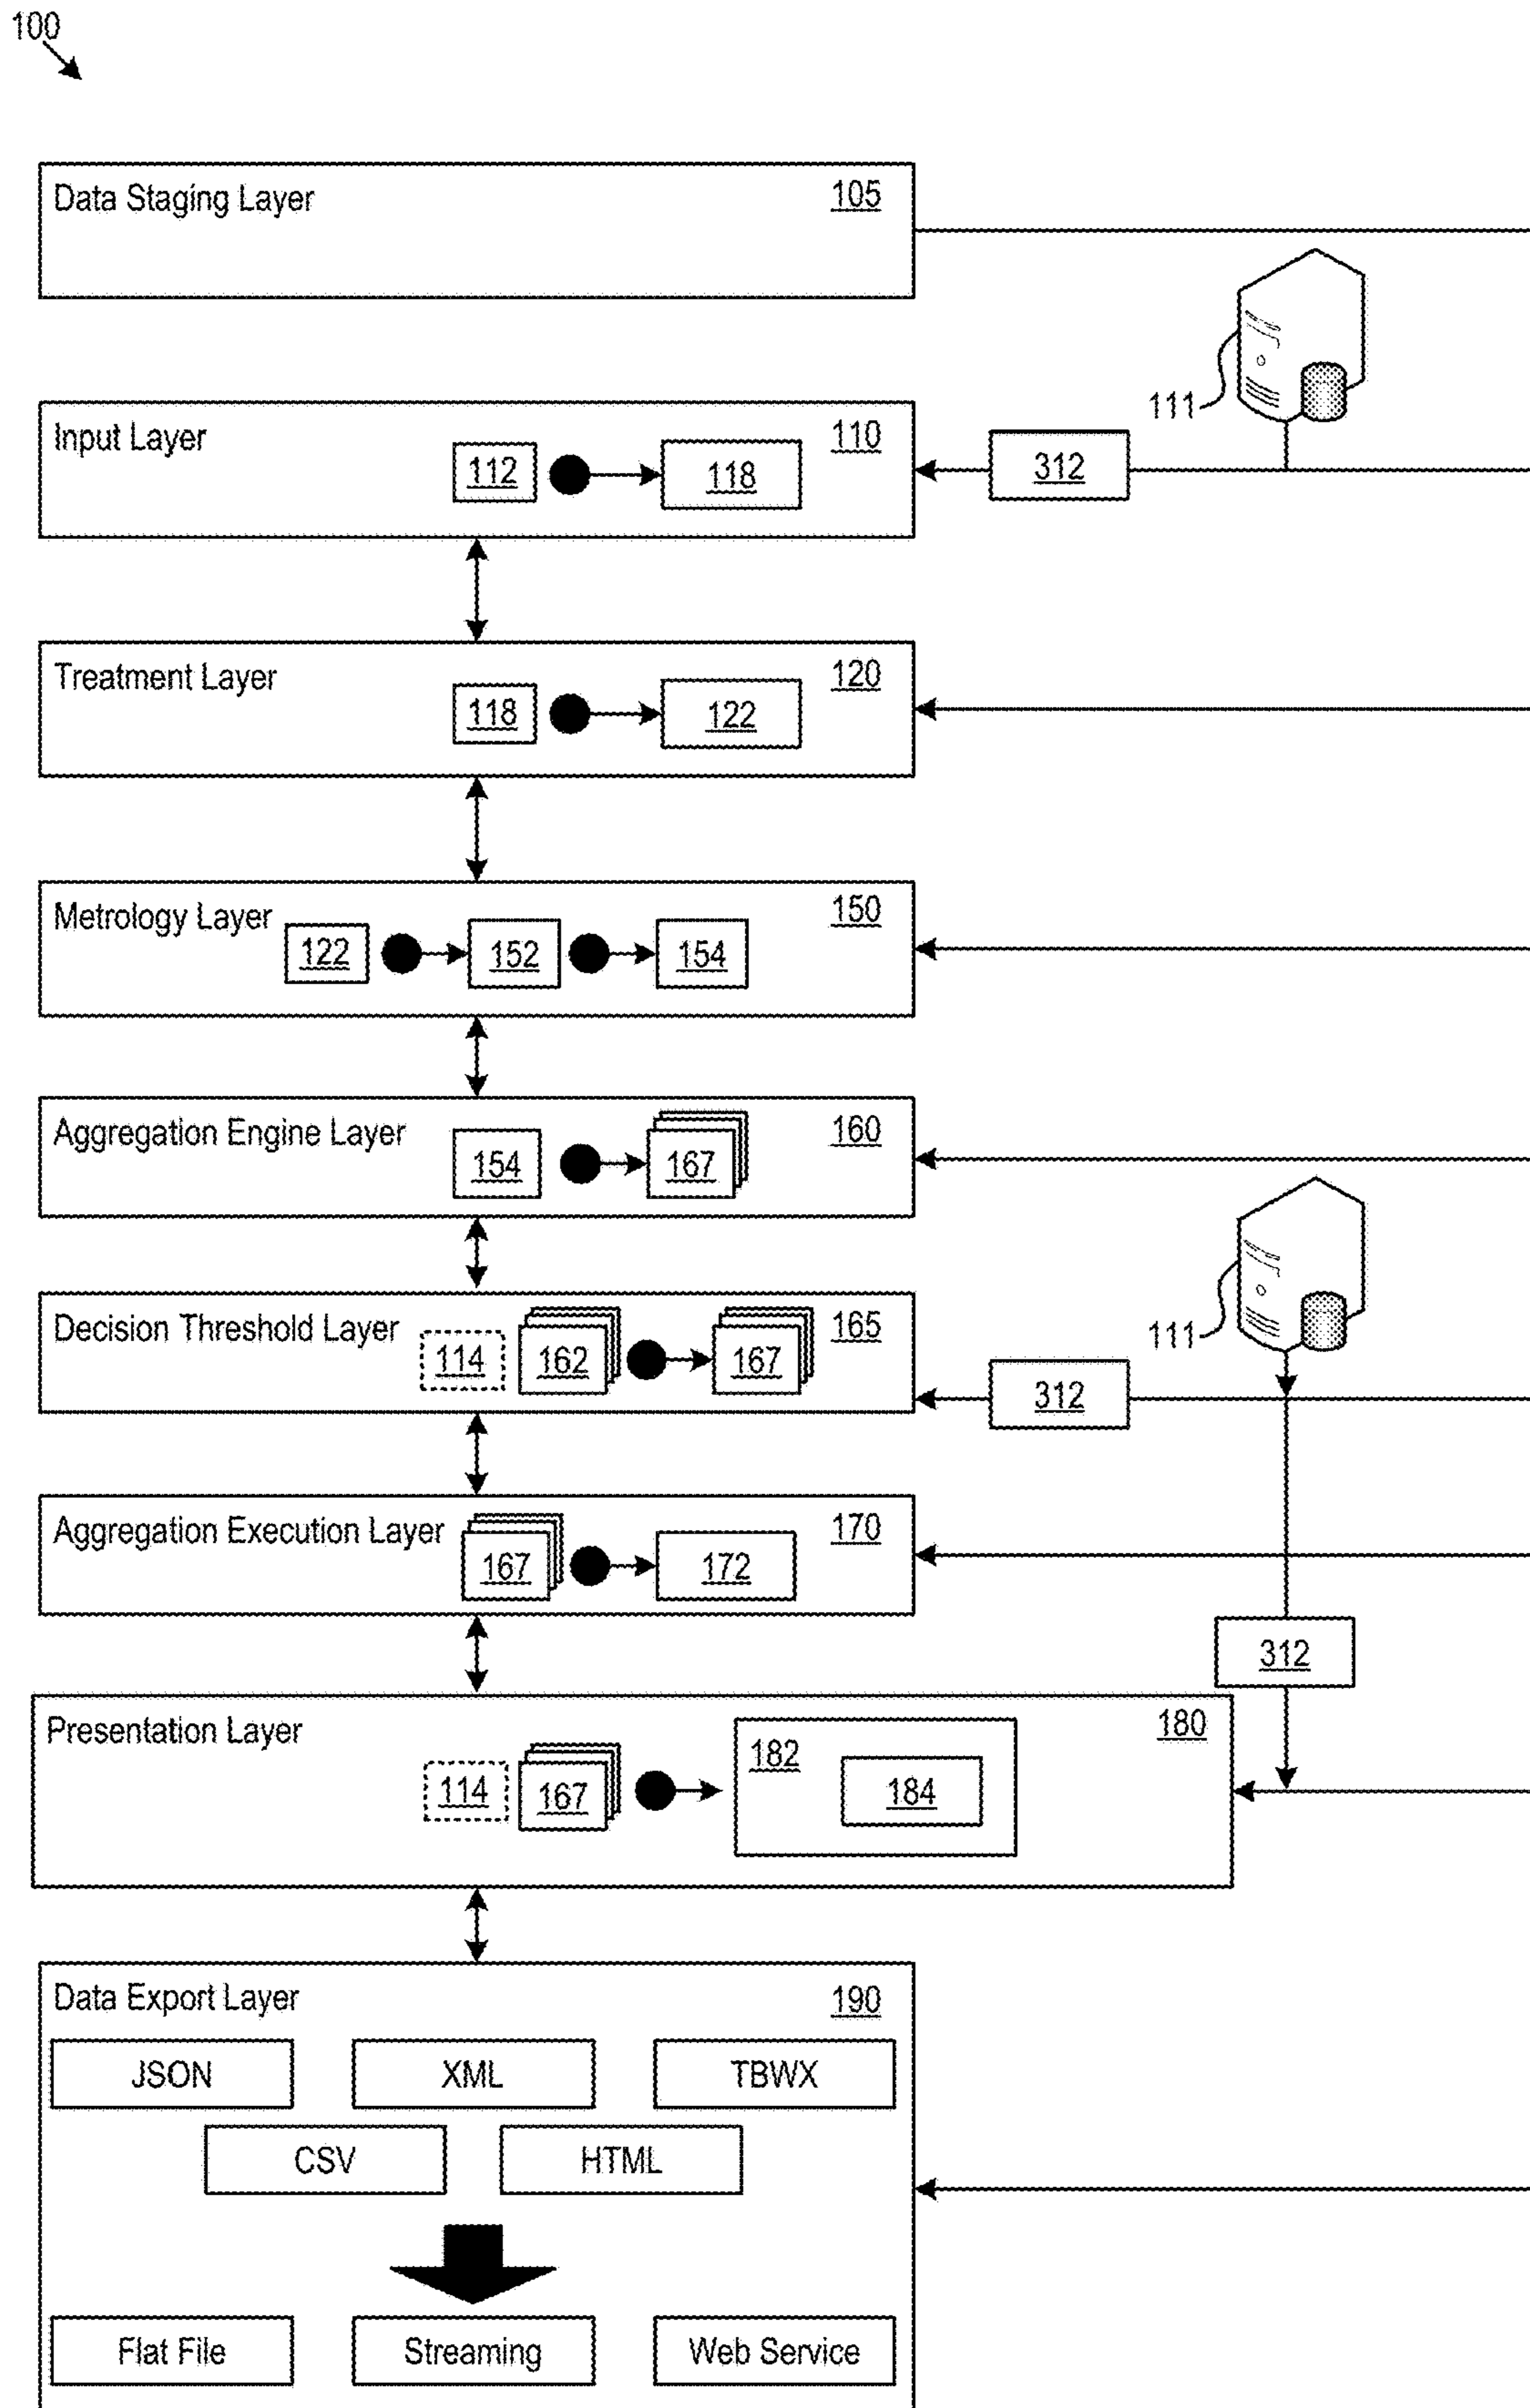 100
Data Staging Layer 105
111
Input Layer 110
112 118 312
Treatment Layer 120
118 122
Metrology Layer 150
122 152 154
Aggregation Engine Layer 160
154 167
Decision Threshold Layer 165
114 162 167
111
312
Aggregation Execution Layer 170
167 172
312
Presentation Layer 180
114 167 182 184
Data Export Layer 190
JSON XML TBWX
CSV HTML
Flat File Streaming Web Service